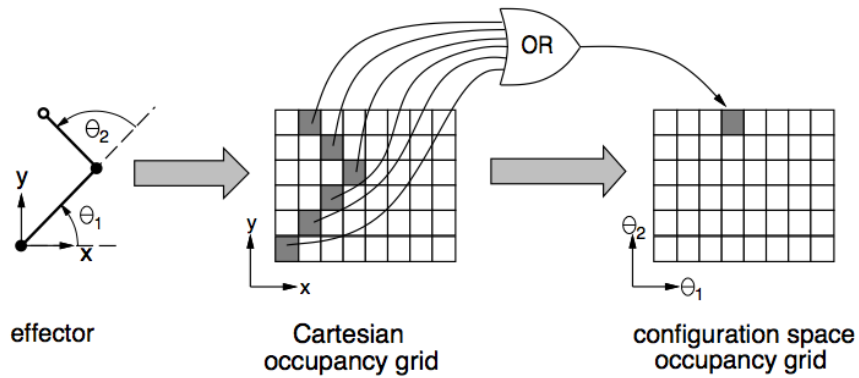 OR
θ2
y
θ1
x
y
x
θ2
θ1
effector
Cartesian
occupancy grid
configuration space
occupancy grid